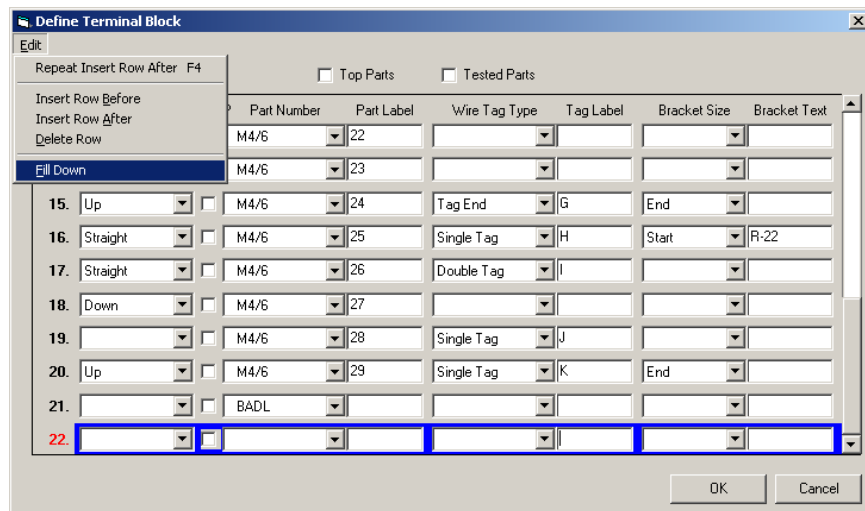 Define Terminal Block
Edit
Repeat Insert Row After F4
Insert Row Before
Insert Row After
Delete Row
Fill Down
Top Parts Tested Parts
Part Number Part Label Wire Tag Type Tag Label Bracket Size Bracket Text
M4/6 22
M4/6 23
15. Up M4/6 24 Tag End G End
16. Straight M4/6 25 Single Tag H Start R-22
17. Straight M4/6 26 Double Tag I
18. Down M4/6 27
19. M4/6 28 Single Tag J
20. Up M4/6 29 Single Tag K End
21. BADL
22.
OK Cancel